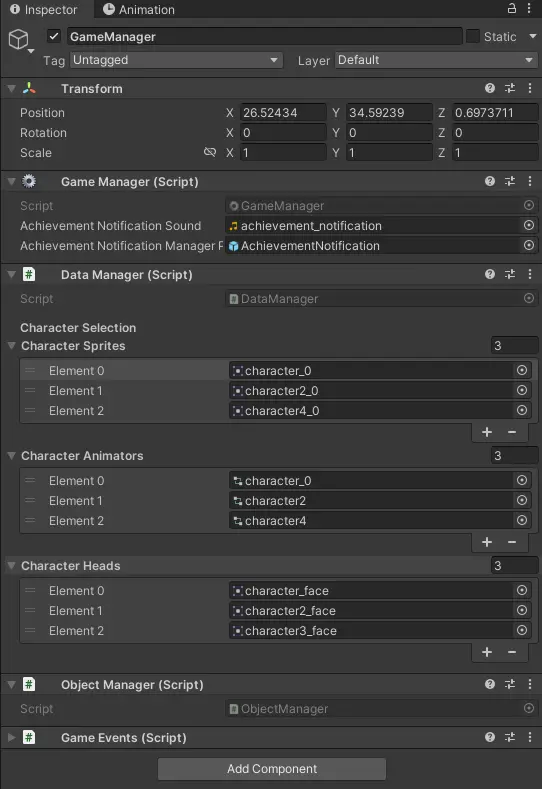 Inspector Animation
GameManager Static
Tag Untagged Layer Default
Transform
Position X 26.52434 Y 34.59239 Z 0.6973711
Rotation X 0 Y 0 Z 0
Scale X 1 Y 1 Z 1
Game Manager (Script)
Script GameManager
Achievement Notification Sound achievement_notification
Achievement Notification Manager P AchievementNotification
Data Manager (Script)
Script DataManager
Character Selection
Character Sprites 3
Element 0 character_0
Element 1 character2_0
Element 2 character4_0
Character Animators 3
Element 0 character_0
Element 1 character2
Element 2 character4
Character Heads 3
Element 0 character_face
Element 1 character2_face
Element 2 character3_face
Object Manager (Script)
Script ObjectManager
Game Events (Script)
Add Component